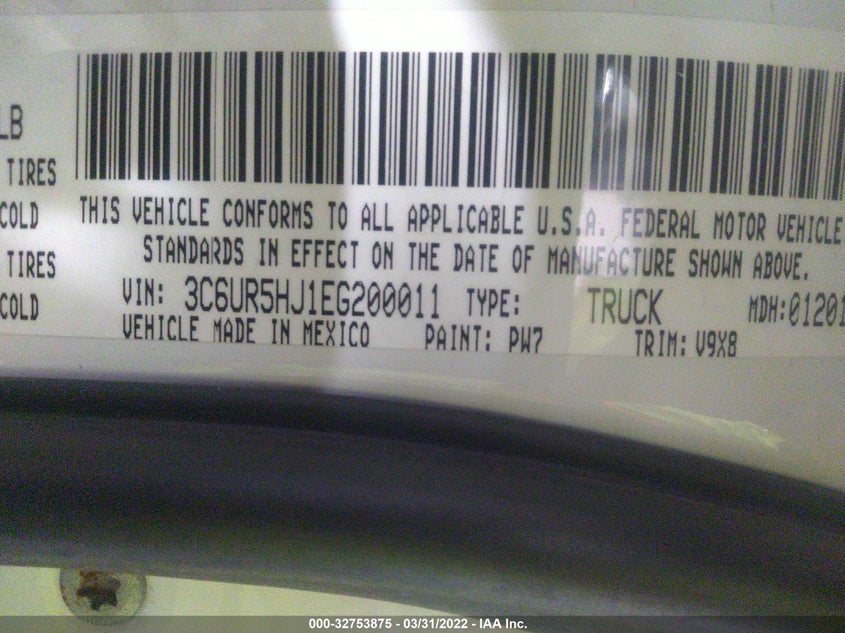 LB
TIRES
COLD
TIRES
COLD
THIS VEHICLE CONFORMS TO ALL APPLICABLE U.S.A. FEDERAL MOTOR VEHICLE
STANDARDS IN EFFECT ON THE DATE OF MANUFACTURE SHOWN ABOVE.
VIN: 3C6UR5HJ1EG200011 TYPE: TRUCK MDH:01201
VEHICLE MADE IN MEXICO PAINT: PW7 TRIM: V9X8
000-32753875 - 03/31/2022 - IAA Inc.